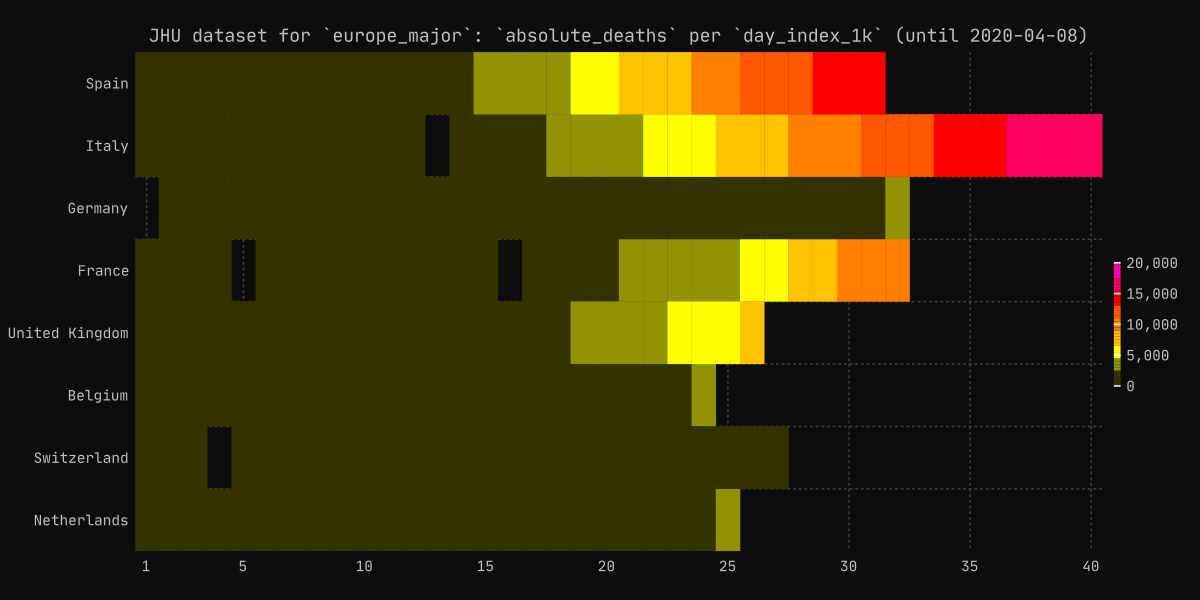 JHU dataset for `europe_major`: `absolute_deaths` per `day_index_1k` (until 2020-04-08)
Spain
Italy
Germany
France
United Kingdom
Belgium
Switzerland
Netherlands
1 5 10 15 20 25 30 35 40
20,000
15,000
10,000
5,000
0